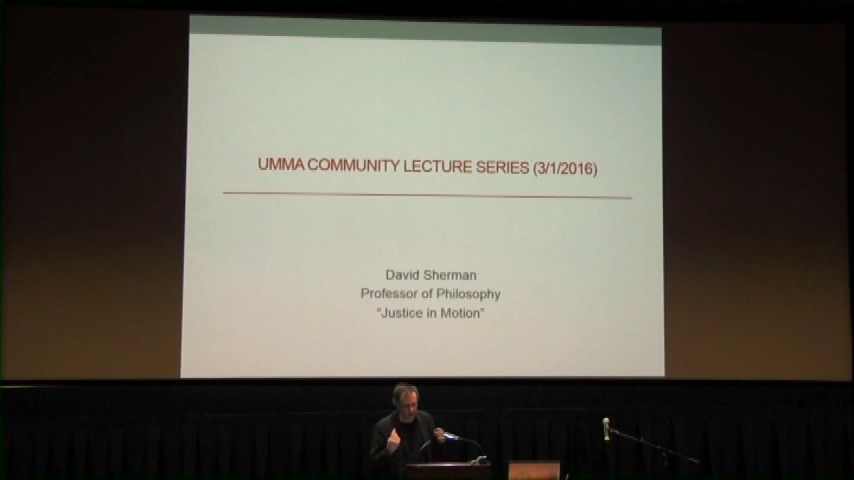 UMMA COMMUNITY LECTURE SERIES (3/1/2016)
David Sherman
Professor of Philosophy
"Justice in Motion"